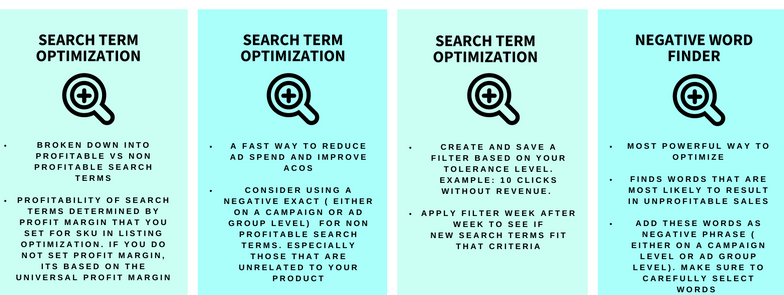 SEARCH TERM
OPTIMIZATION
• BROKEN DOWN INTO
PROFITABLE VS NON
PROFITABLE SEARCH
TERMS
• PROFITABILITY OF SEARCH
TERMS DETERMINED BY
PROFIT MARGIN THAT YOU
SET FOR SKU IN LISTING
OPTIMIZATION. IF YOU DO
NOT SET PROFIT MARGIN,
ITS BASED ON THE
UNIVERSAL PROFIT MARGIN
SEARCH TERM
OPTIMIZATION
• A FAST WAY TO REDUCE
AD SPEND AND IMPROVE
ACOS
• CONSIDER USING A
NEGATIVE EXACT ( EITHER
ON A CAMPAIGN OR AD
GROUP LEVEL) FOR NON
PROFITABLE SEARCH
TERMS. ESPECIALLY
THOSE THAT ARE
UNRELATED TO YOUR
PRODUCT
SEARCH TERM
OPTIMIZATION
• CREATE AND SAVE A
FILTER BASED ON YOUR
TOLERANCE LEVEL.
EXAMPLE: 10 CLICKS
WITHOUT REVENUE.
• APPLY FILTER WEEK AFTER
WEEK TO SEE IF
NEW SEARCH TERMS FIT
THAT CRITERIA
NEGATIVE WORD
FINDER
• MOST POWERFUL WAY TO
OPTIMIZE
• FINDS WORDS THAT ARE
MOST LIKELY TO RESULT
IN UNPROFITABLE SALES
• ADD THESE WORDS AS
NEGATIVE PHRASE (
EITHER ON A CAMPAIGN
LEVEL OR AD GROUP
LEVEL). MAKE SURE TO
CAREFULLY SELECT
WORDS